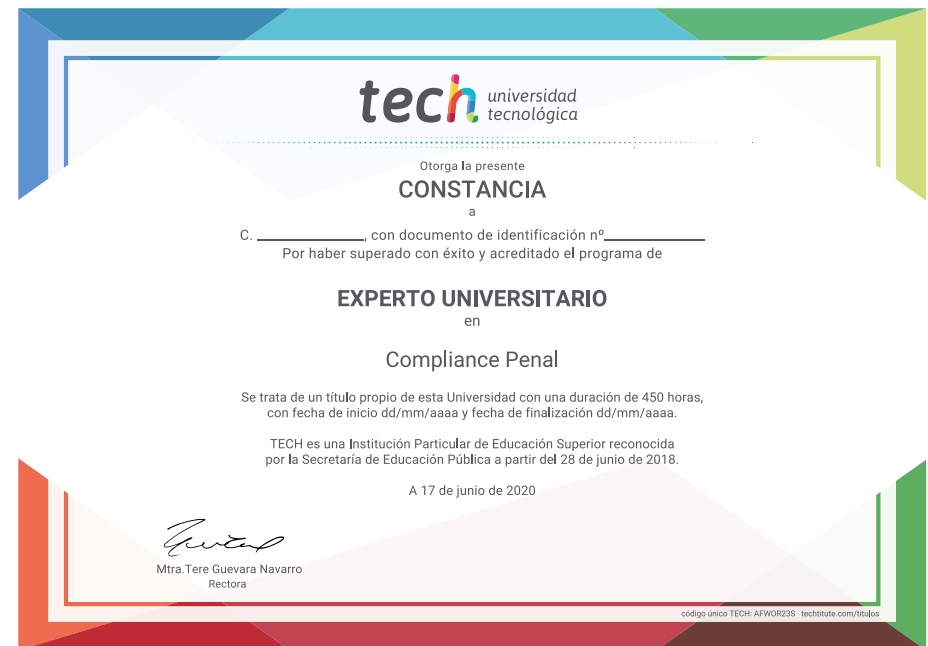 tech universidad
tecnológica
Otorga la presente
CONSTANCIA
a
C. ______________, con documento de identificación nº_____________
Por haber superado con éxito y acreditado el programa de
EXPERTO UNIVERSITARIO
en
Compliance Penal
Se trata de un título propio de esta Universidad con una duración de 450 horas,
con fecha de inicio dd/mm/aaaa y fecha de finalización dd/mm/aaaa.
TECH es una Institución Particular de Educación Superior reconocida
por la Secretaría de Educación Pública a partir del 28 de junio de 2018.
A 17 de junio de 2020
Mtra.Tere Guevara Navarro
Rectora
código único TECH: AFWOR23S techtitute.com/titulos